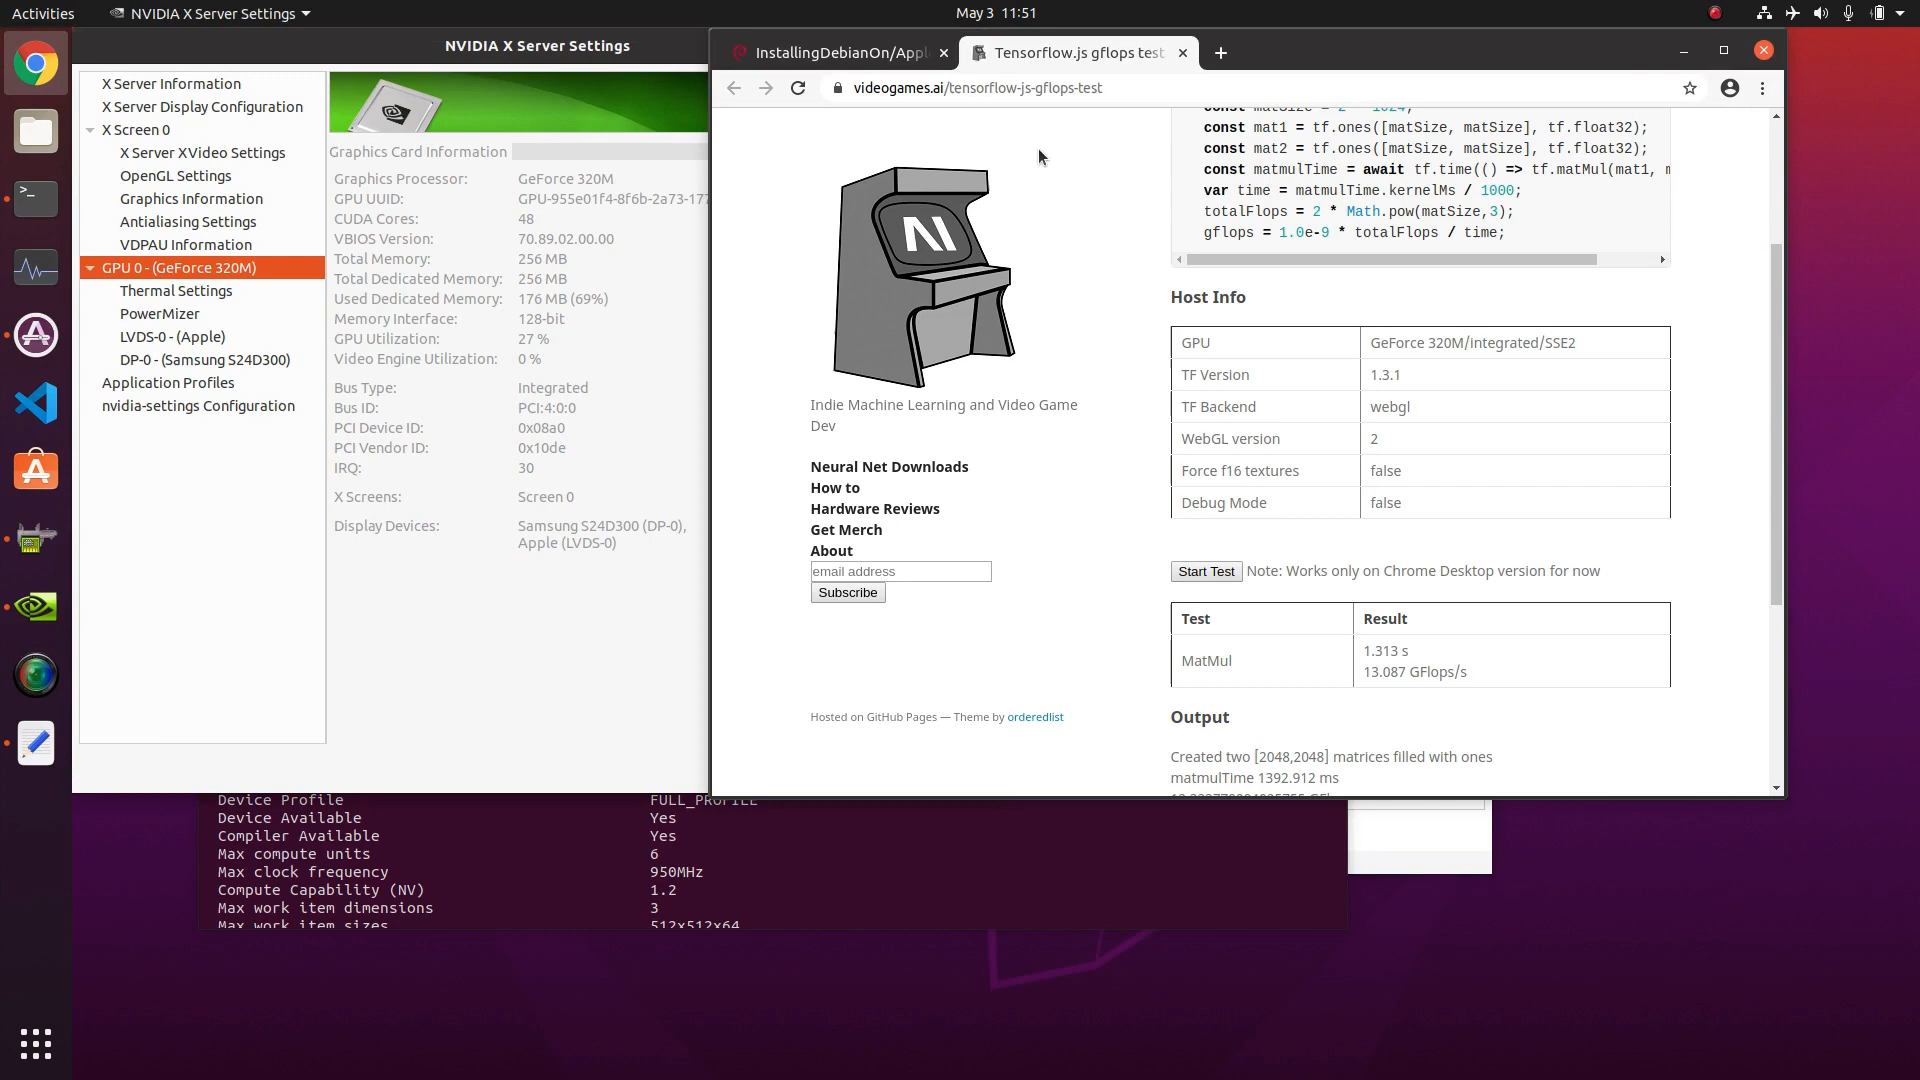 Activities
NVIDIA X Server Settings
May 3 11:51
NVIDIA X Server Settings
X Server Information
X Server Display Configuration
X Screen 0
X Server XVideo Settings
OpenGL Settings
Graphics Information
Antialiasing Settings
VDPAU Information
GPU 0 - (GeForce 320M)
Thermal Settings
PowerMizer
LVDS-0 - (Apple)
DP-0 - (Samsung S24D300)
Application Profiles
nvidia-settings Configuration
Graphics Card Information
Graphics Processor: GeForce 320M
GPU UUID: GPU-955e01f4-8f6b-2a73-177
CUDA Cores: 48
VBIOS Version: 70.89.02.00.00
Total Memory: 256 MB
Total Dedicated Memory: 256 MB
Used Dedicated Memory: 176 MB (69%)
Memory Interface: 128-bit
GPU Utilization: 27 %
Video Engine Utilization: 0 %
Bus Type: Integrated
Bus ID: PCI:4:0:0
PCI Device ID: 0x08a0
PCI Vendor ID: 0x10de
IRQ: 30
X Screens: Screen 0
Display Devices: Samsung S24D300 (DP-0),
Apple (LVDS-0)
InstallingDebianOn/Appl
Tensorflow.js gflops test
videogames.ai/tensorflow-js-gflops-test
Indie Machine Learning and Video Game
Dev
Neural Net Downloads
How to
Hardware Reviews
Get Merch
About
email address
Subscribe
Hosted on GitHub Pages — Theme by orderedlist
const mat1 = tf.ones([matSize, matSize], tf.float32);
const mat2 = tf.ones([matSize, matSize], tf.float32);
const matmulTime = await tf.time(() => tf.matMul(mat1, m
var time = matmulTime.kernelMs / 1000;
totalFlops = 2 * Math.pow(matSize,3);
gflops = 1.0e-9 * totalFlops / time;
Host Info
GPU GeForce 320M/integrated/SSE2
TF Version 1.3.1
TF Backend webgl
WebGL version 2
Force f16 textures false
Debug Mode false
Start Test Note: Works only on Chrome Desktop version for now
Test Result
MatMul 1.313 s
13.087 GFlops/s
Output
Created two [2048,2048] matrices filled with ones
matmulTime 1392.912 ms
Device Profile FULL_PROFILE
Device Available Yes
Compiler Available Yes
Max compute units 6
Max clock frequency 950MHz
Compute Capability (NV) 1.2
Max work item dimensions 3
Max work item sizes 512x512x64